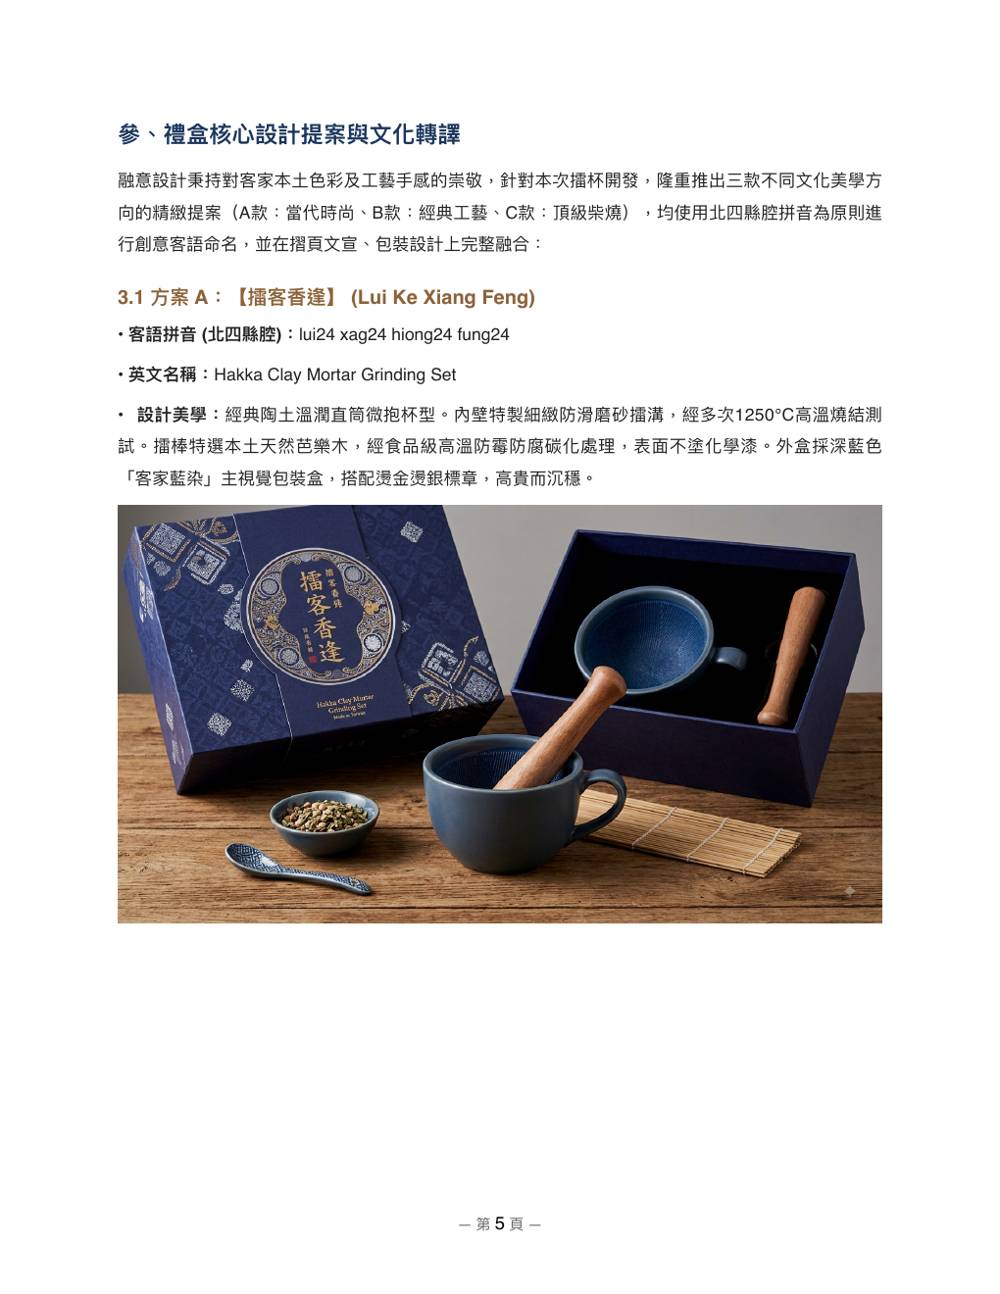 參、禮盒核心設計提案與文化轉譯
融意設計秉持對客家本土色彩及工藝手感的崇敬，針對本次擂杯開發，隆重推出三款不同文化美學方
向的精緻提案（A款：當代時尚、B款：經典工藝、C款：頂級柴燒），均使用北四縣腔拼音為原則進
行創意客語命名，並在摺頁文宣、包裝設計上完整融合：
3.1 方案 A：【擂客香逢】 (Lui Ke Xiang Feng)
• 客語拼音 (北四縣腔)：lui24 xag24 hiong24 fung24
• 英文名稱：Hakka Clay Mortar Grinding Set
• 設計美學：經典陶土溫潤直筒微抱杯型。內壁特製細緻防滑磨砂擂溝，經多次1250°C高溫燒結測
試。擂棒特選本土天然芭樂木，經食品級高溫防霉防腐碳化處理，表面不塗化學漆。外盒採深藍色
「客家藍染」主視覺包裝盒，搭配燙金燙銀標章，高貴而沉穩。
擂客香逢
Hakka Clay Mortar
Grinding Set
Made in Taiwan
— 第 5 頁 —